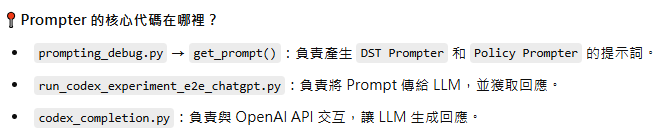 📍 Prompter 的核心代碼在哪裡？
• prompting_debug.py → get_prompt()：負責產生 DST Prompter 和 Policy Prompter 的提示詞。
• run_codex_experiment_e2e_chatgpt.py：負責將 Prompt 傳給 LLM，並獲取回應。
• codex_completion.py：負責與 OpenAI API 交互，讓 LLM 生成回應。